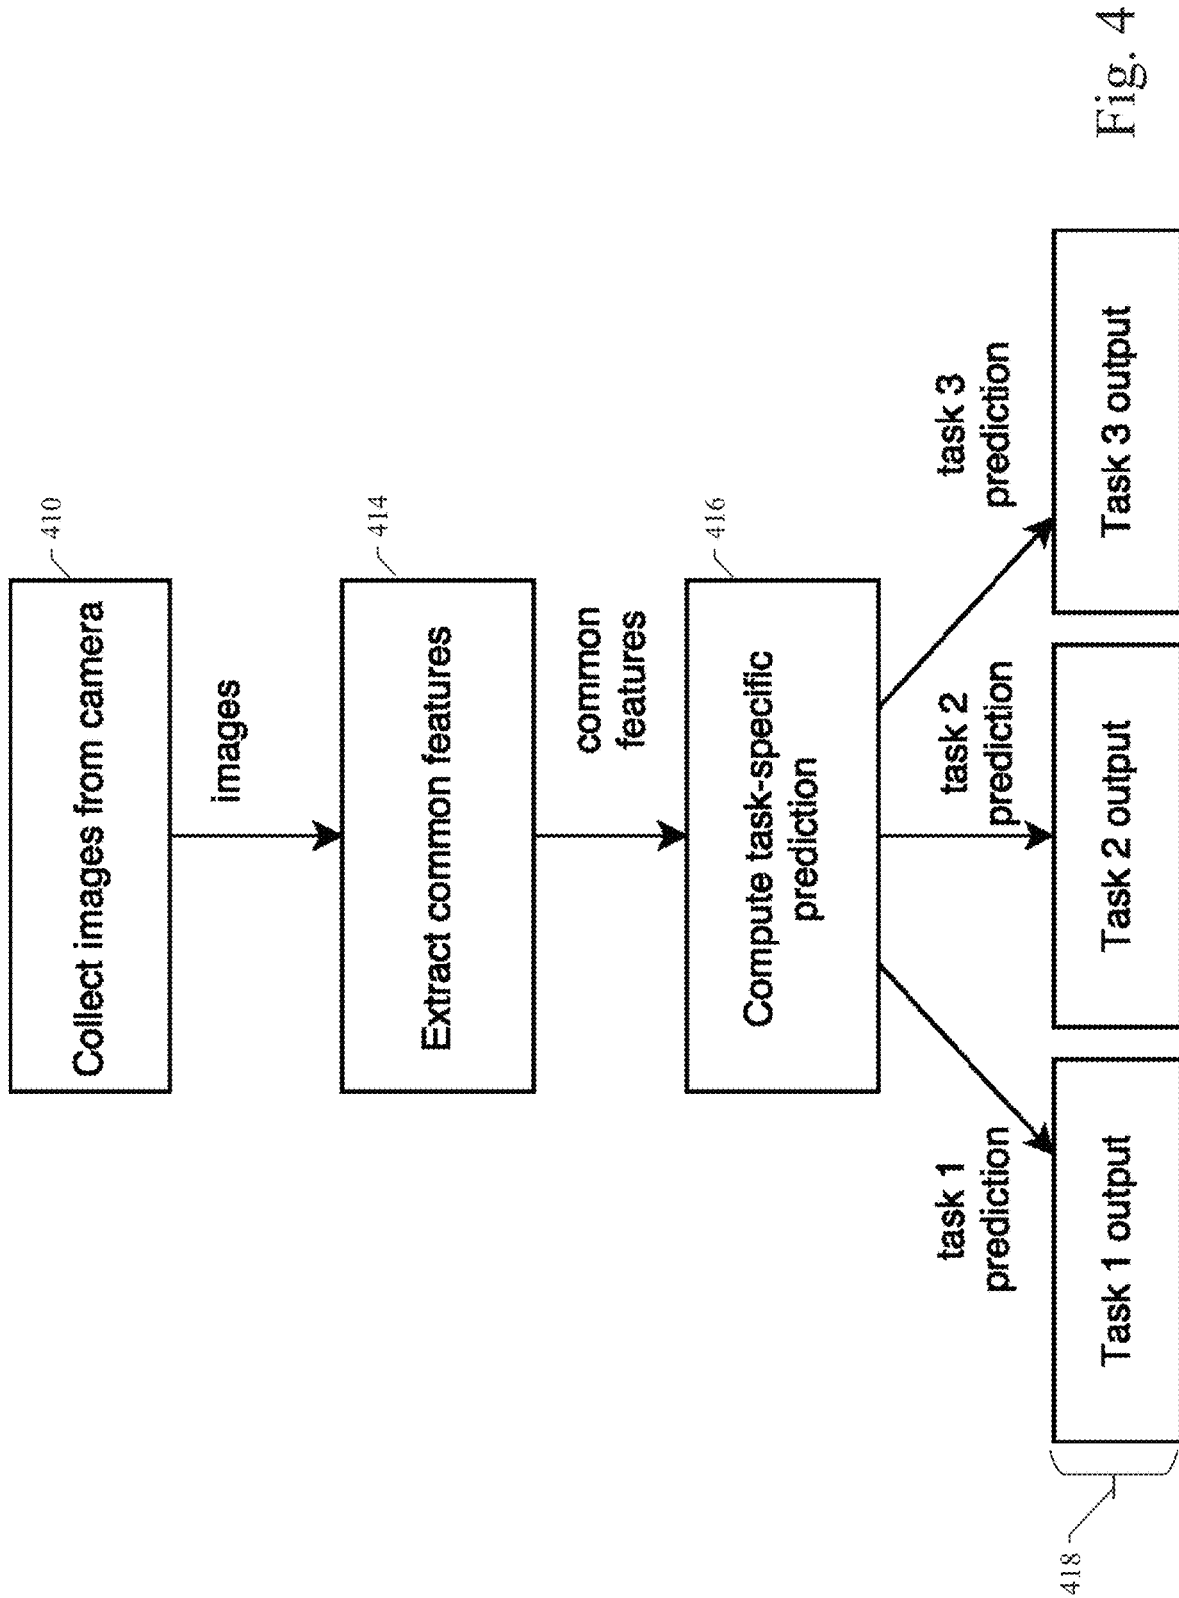 Collect images from camera
410
images
Extract common features
414
common
features
Compute task-specific
prediction
416
task 1
prediction
task 2
prediction
task 3
prediction
Task 1 output
Task 2 output
Task 3 output
418
Fig. 4